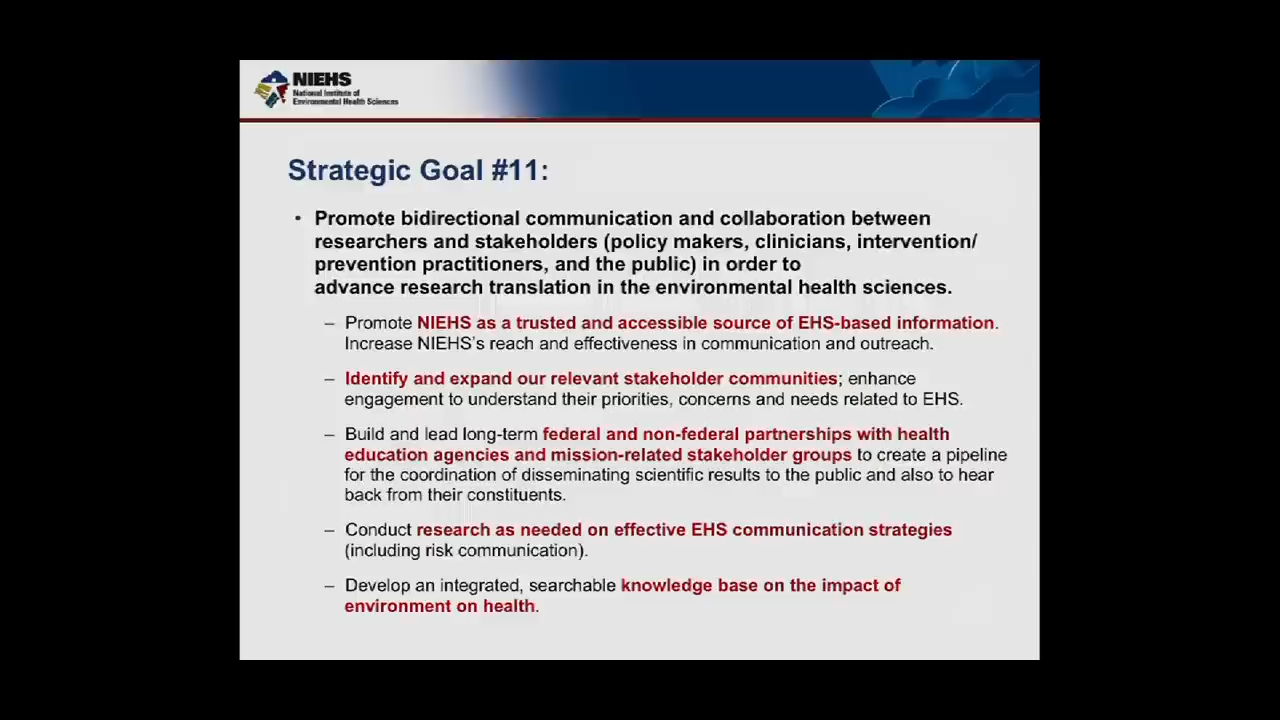 NIEHS
National Institute of
Environmental Health Sciences
Strategic Goal #11:
• Promote bidirectional communication and collaboration between
researchers and stakeholders (policy makers, clinicians, intervention/
prevention practitioners, and the public) in order to
advance research translation in the environmental health sciences.
– Promote NIEHS as a trusted and accessible source of EHS-based information.
Increase NIEHS's reach and effectiveness in communication and outreach.
– Identify and expand our relevant stakeholder communities; enhance
engagement to understand their priorities, concerns and needs related to EHS.
– Build and lead long-term federal and non-federal partnerships with health
education agencies and mission-related stakeholder groups to create a pipeline
for the coordination of disseminating scientific results to the public and also to hear
back from their constituents.
– Conduct research as needed on effective EHS communication strategies
(including risk communication).
– Develop an integrated, searchable knowledge base on the impact of
environment on health.